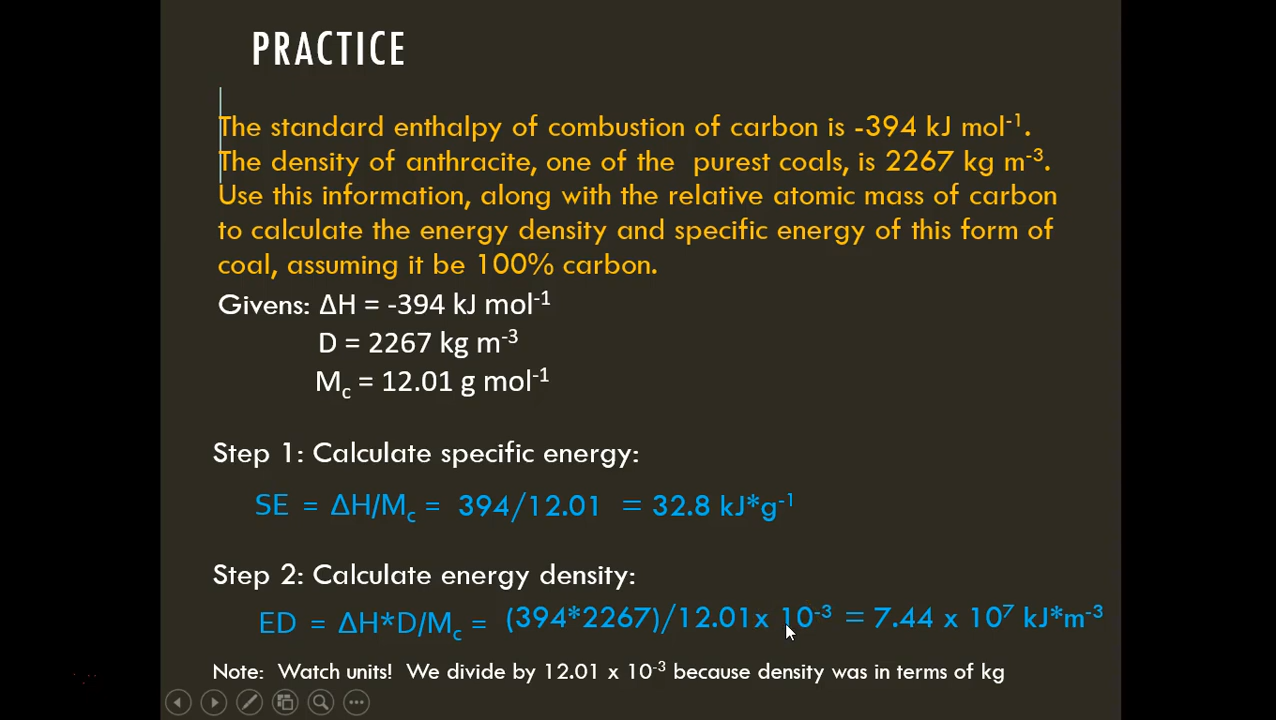 PRACTICE
The standard enthalpy of combustion of carbon is -394 kJ mol⁻¹.
The density of anthracite, one of the purest coals, is 2267 kg m⁻³.
Use this information, along with the relative atomic mass of carbon
to calculate the energy density and specific energy of this form of
coal, assuming it be 100% carbon.
Givens: ΔH = -394 kJ mol⁻¹
D = 2267 kg m⁻³
M_c = 12.01 g mol⁻¹
Step 1: Calculate specific energy:
SE = ΔH/M_c = 394/12.01 = 32.8 kJ*g⁻¹
Step 2: Calculate energy density:
ED = ΔH*D/M_c = (394*2267)/12.01x 10⁻³ = 7.44 x 10⁷ kJ*m⁻³
Note: Watch units! We divide by 12.01 x 10⁻³ because density was in terms of kg